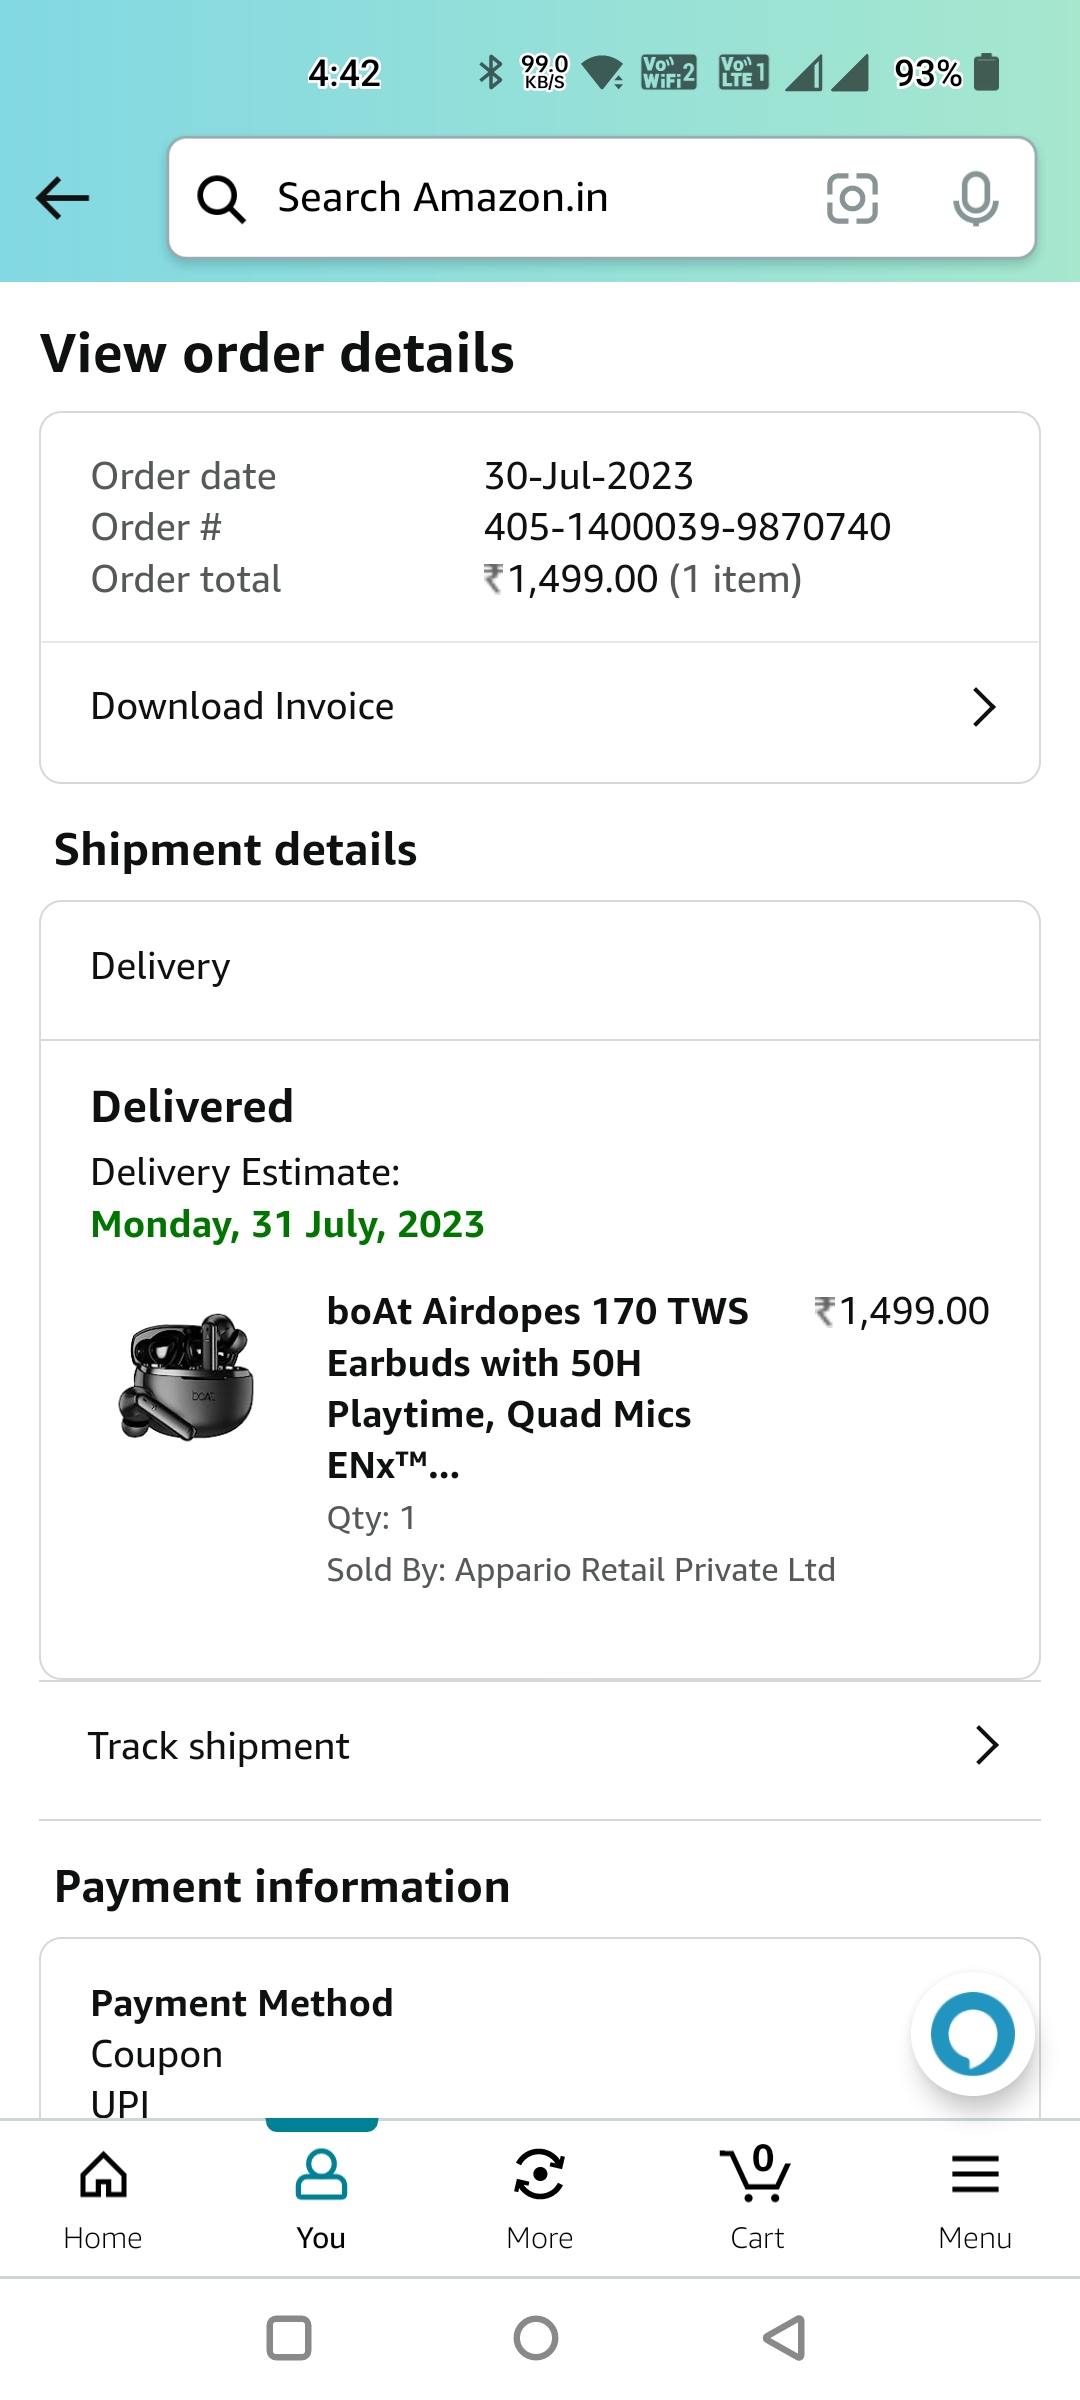 4:42 99.0 KB/S Vo WiFi 2 Vo LTE 1 93%
Search Amazon.in
View order details
Order date 30-Jul-2023
Order # 405-1400039-9870740
Order total ₹1,499.00 (1 item)
Download Invoice
Shipment details
Delivery
Delivered
Delivery Estimate:
Monday, 31 July, 2023
boAt
boAt Airdopes 170 TWS ₹1,499.00
Earbuds with 50H
Playtime, Quad Mics
ENx™...
Qty: 1
Sold By: Appario Retail Private Ltd
Track shipment
Payment information
Payment Method
Coupon
UPI
0
Home You More Cart Menu